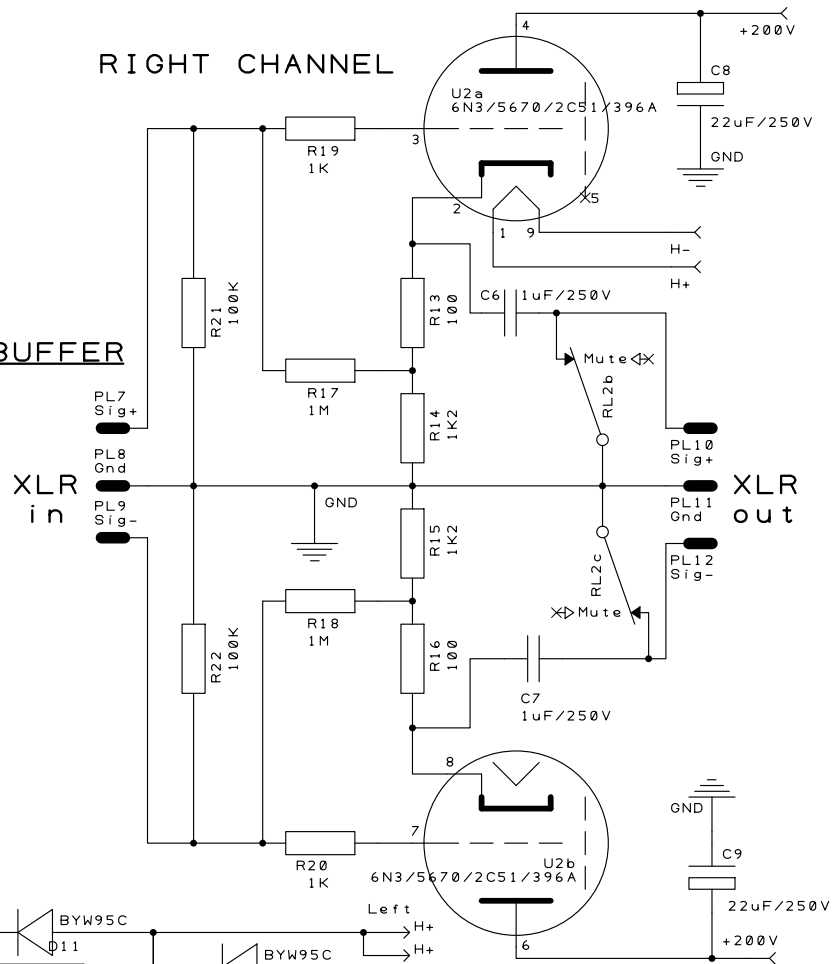 RIGHT CHANNEL
4
+200V
C8
22uF/250V
GND
U2a
6N3/5670/2C51/396A
3
R19
1K
2
5
1
9
H-
H+
R21
100K
R13
100
C6
1uF/250V
BUFFER
R17
1M
Mute
RL2b
R14
1K2
PL7
Sig+
PL8
Gnd
XLR
in
PL9
Sig-
GND
PL10
Sig+
PL11
Gnd
XLR
out
PL12
Sig-
R15
1K2
RL2c
Mute
R18
1M
R22
100K
R16
100
C7
1uF/250V
8
7
R20
1K
U2b
6N3/5670/2C51/396A
GND
C9
22uF/250V
+200V
6
Left
H+
H+
BYW95C
D11
BYW95C